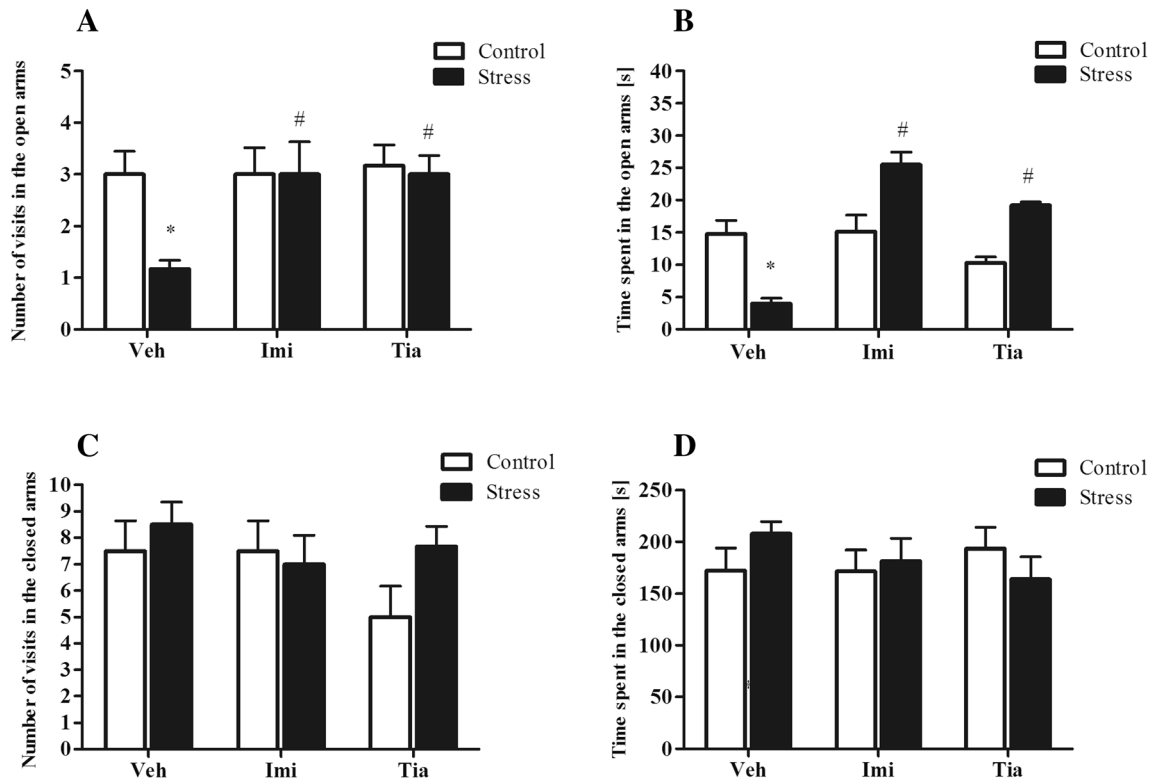 A
Control
Stress
Number of visits in the open arms
5
4
3
2
1
0
*
#
#
Veh
Imi
Tia
B
Control
Stress
Time spent in the open arms [s]
40
35
30
25
20
15
10
5
0
*
#
#
Veh
Imi
Tia
C
Control
Stress
Number of visits in the closed arms
10
9
8
7
6
5
4
3
2
1
0
Veh
Imi
Tia
D
Control
Stress
Time spent in the closed arms [s]
250
200
150
100
50
0
*
Veh
Imi
Tia